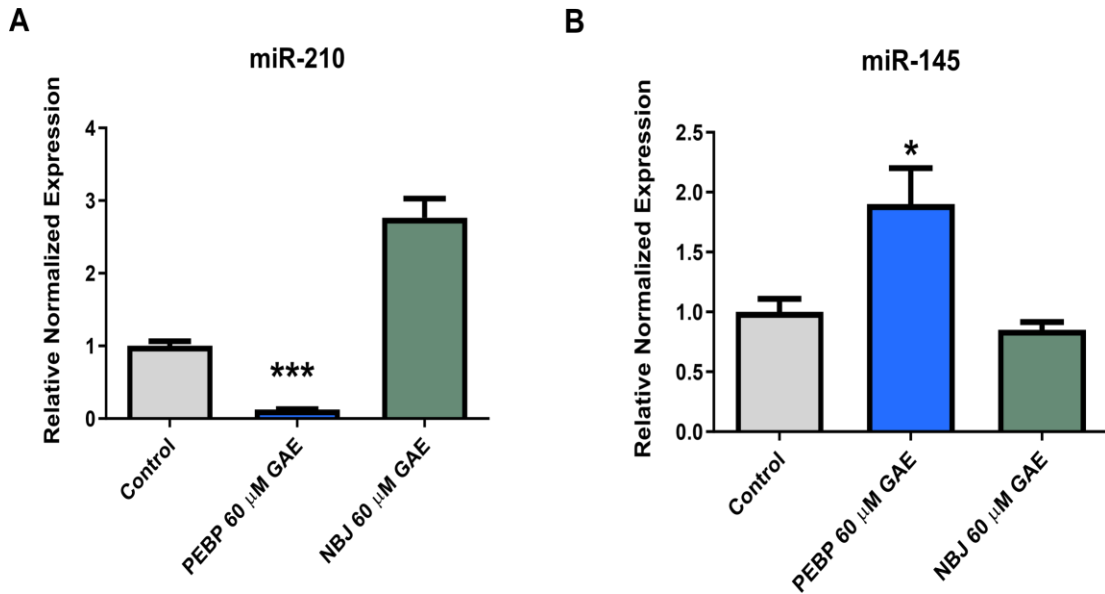 A
miR-210
Relative Normalized Expression
4
3
2
1
0
***
Control
PEBP 60 μM GAE
NBJ 60 μM GAE
B
miR-145
Relative Normalized Expression
2.5
2.0
1.5
1.0
0.5
0.0
*
Control
PEBP 60 μM GAE
NBJ 60 μM GAE